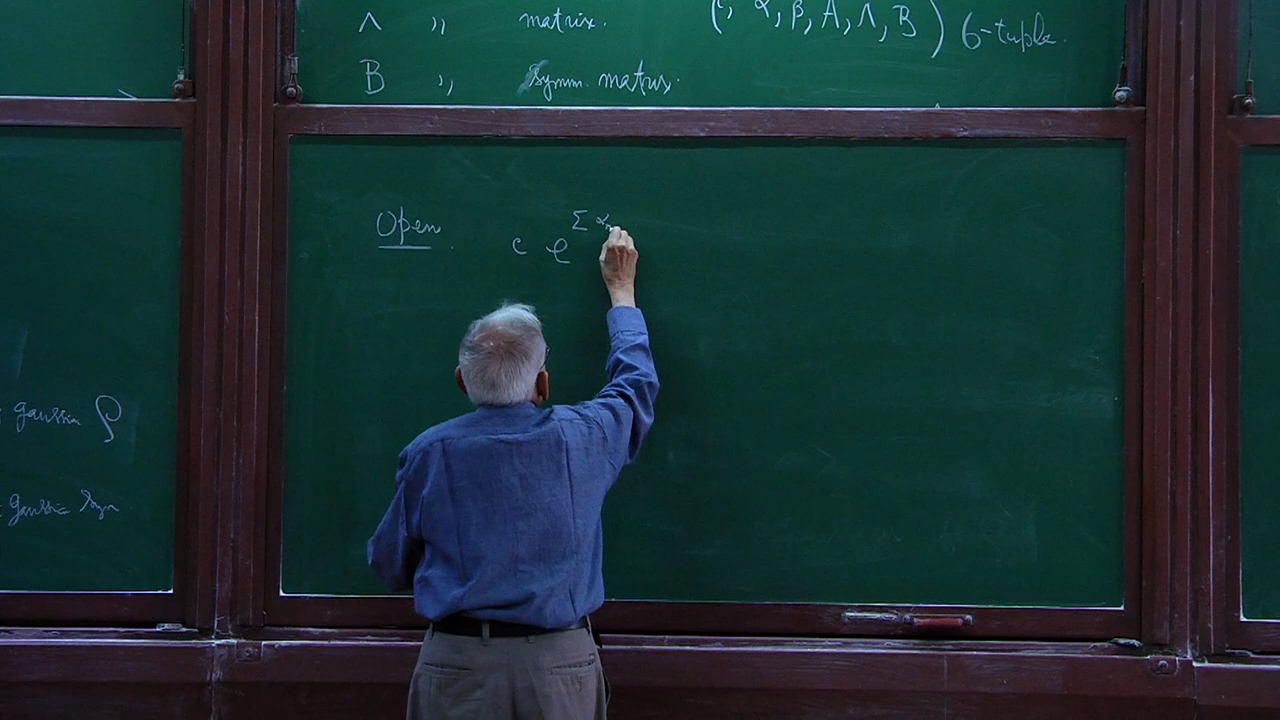 Λ " matrix.
(c, α, β, A, Λ, B) 6-tuple.
B " symm. matrix.
Open c e^Σ α
gaussian ρ
gaussian